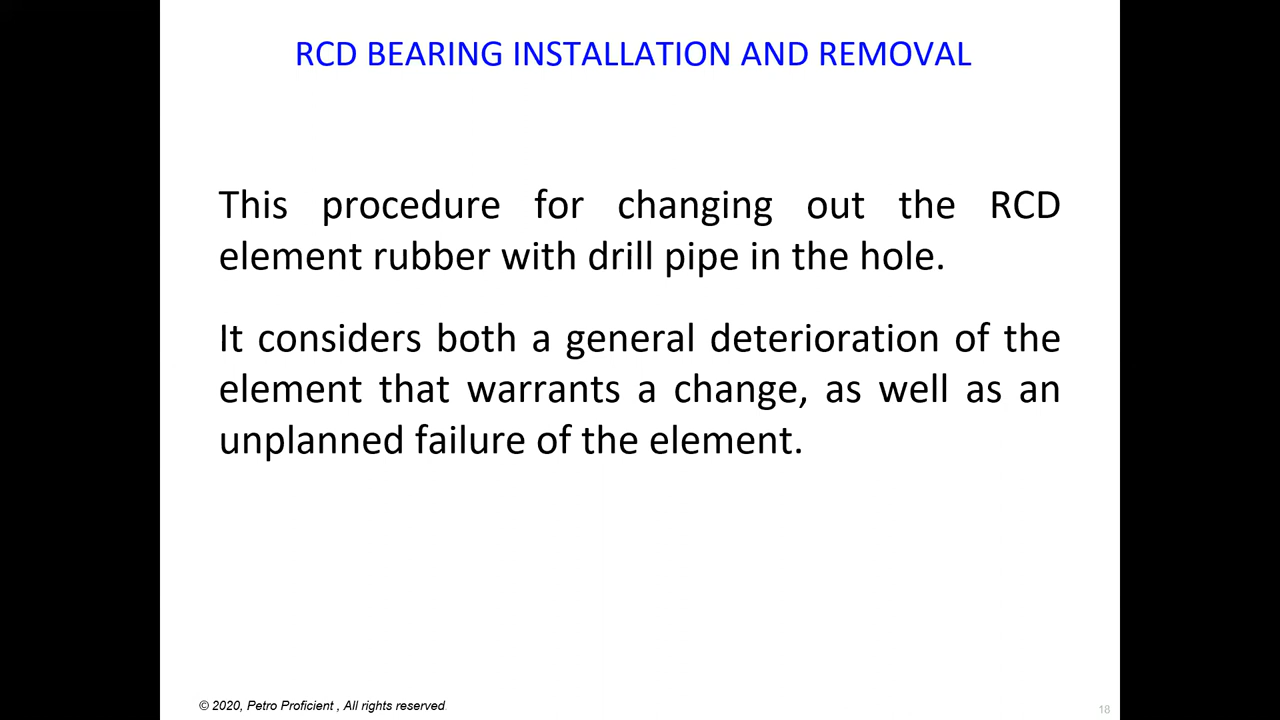 RCD BEARING INSTALLATION AND REMOVAL
This procedure for changing out the RCD
element rubber with drill pipe in the hole.
It considers both a general deterioration of the
element that warrants a change, as well as an
unplanned failure of the element.
© 2020, Petro Proficient , All rights reserved
18